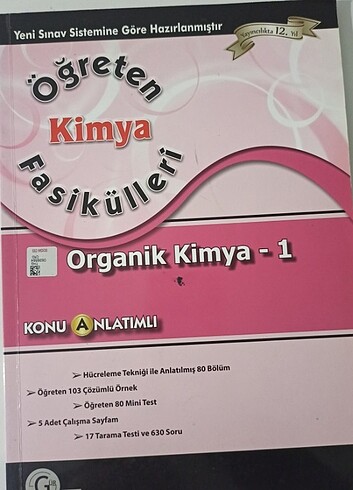 Yeni Sınav Sistemine Göre Hazırlanmıştır
Yayıncılıkta 12. Yıl
Öğreten
Kimya
Fasikülleri
Organik Kimya - 1
KONU ANLATIMLI
➢ Hücreleme Tekniği ile Anlatılmış 80 Bölüm
➢ Öğreten 103 Çözümlü Örnek
➢ Öğreten 80 Mini Test
➢ 5 Adet Çalışma Sayfam
➢ 17 Tarama Testi ve 630 Soru